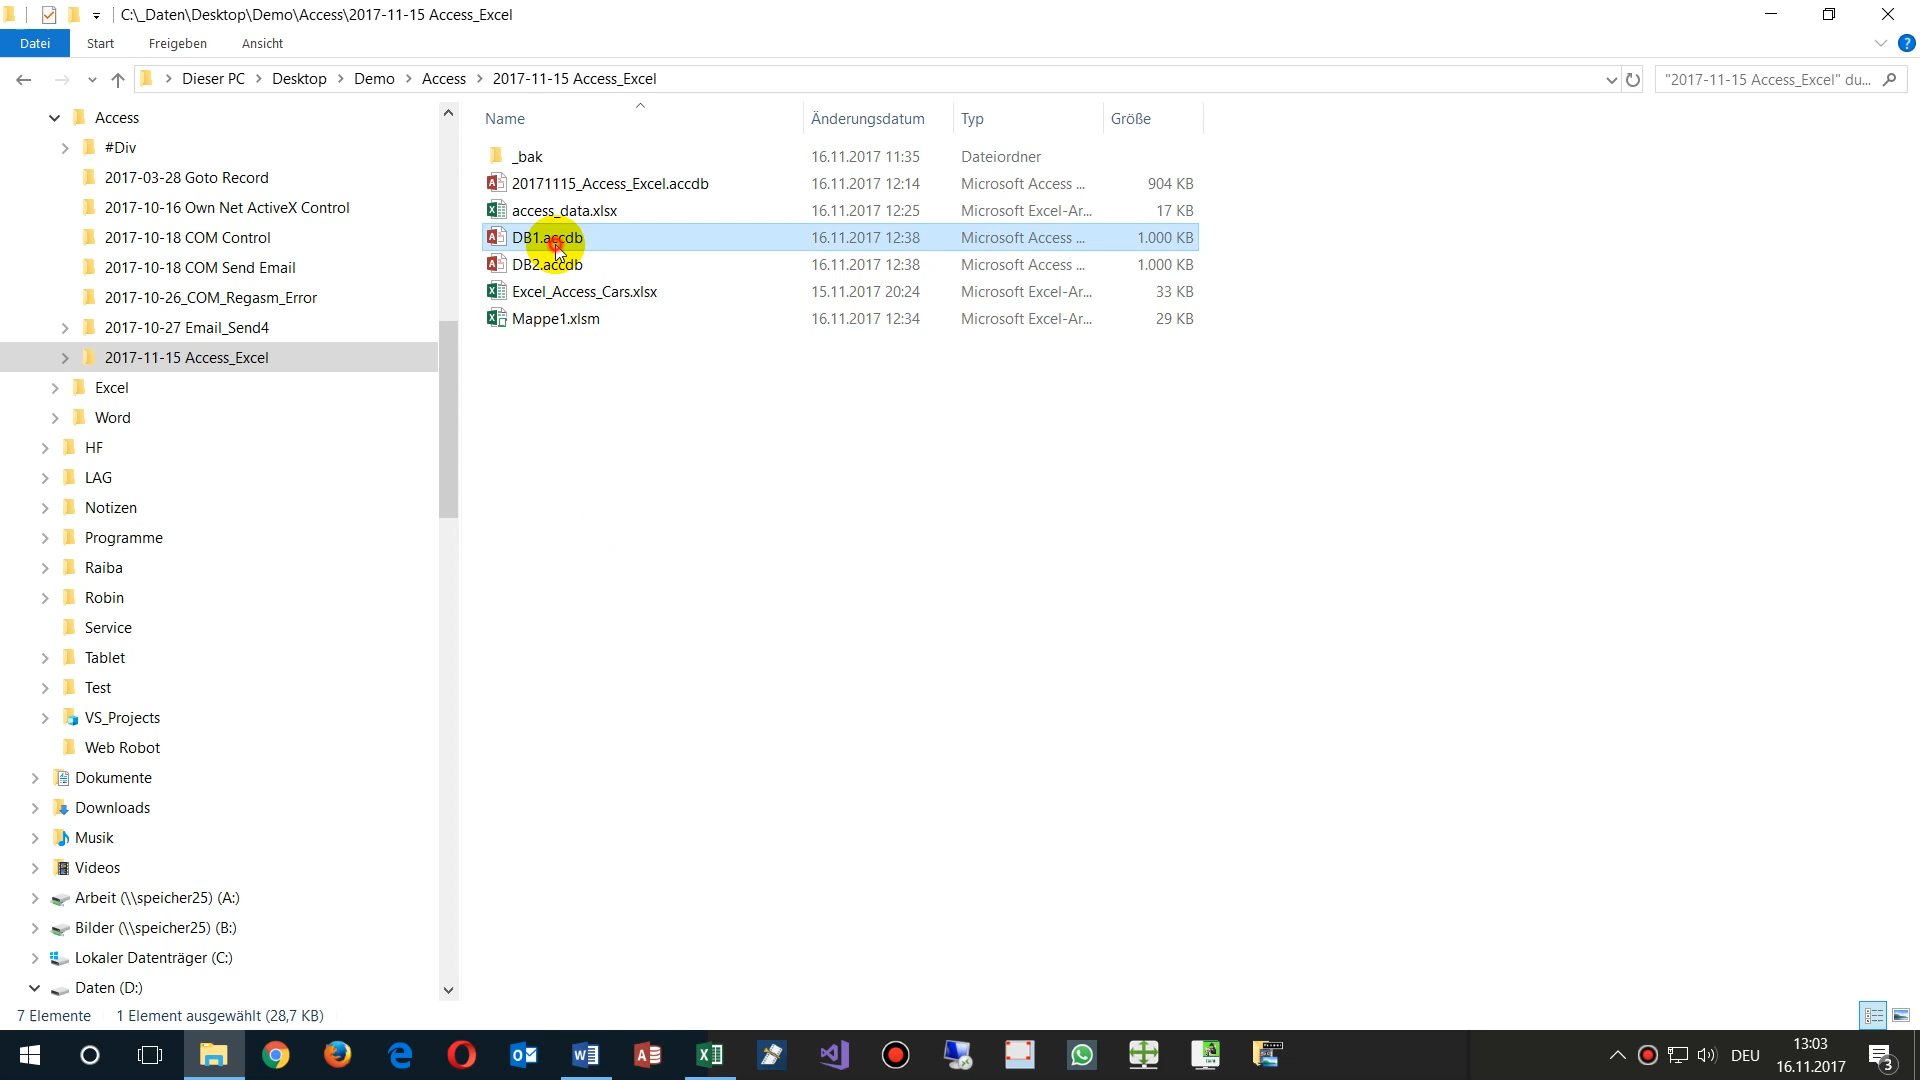 C:\_Daten\Desktop\Demo\Access\2017-11-15 Access_Excel
Datei Start Freigeben Ansicht
Dieser PC Desktop Demo Access 2017-11-15 Access_Excel
"2017-11-15 Access_Excel" du...
Access
#Div
2017-03-28 Goto Record
2017-10-16 Own Net ActiveX Control
2017-10-18 COM Control
2017-10-18 COM Send Email
2017-10-26_COM_Regasm_Error
2017-10-27 Email_Send4
2017-11-15 Access_Excel
Excel
Word
HF
LAG
Notizen
Programme
Raiba
Robin
Service
Tablet
Test
VS_Projects
Web Robot
Dokumente
Downloads
Musik
Videos
Arbeit (\\speicher25) (A:)
Bilder (\\speicher25) (B:)
Lokaler Datenträger (C:)
Daten (D:)
Name Änderungsdatum Typ Größe
_bak 16.11.2017 11:35 Dateiordner
20171115_Access_Excel.accdb 16.11.2017 12:14 Microsoft Access ... 904 KB
access_data.xlsx 16.11.2017 12:25 Microsoft Excel-Ar... 17 KB
DB1.accdb 16.11.2017 12:38 Microsoft Access ... 1.000 KB
DB2.accdb 16.11.2017 12:38 Microsoft Access ... 1.000 KB
Excel_Access_Cars.xlsx 15.11.2017 20:24 Microsoft Excel-Ar... 33 KB
Mappe1.xlsm 16.11.2017 12:34 Microsoft Excel-Ar... 29 KB
7 Elemente 1 Element ausgewählt (28,7 KB)
DEU
13:03
16.11.2017
3